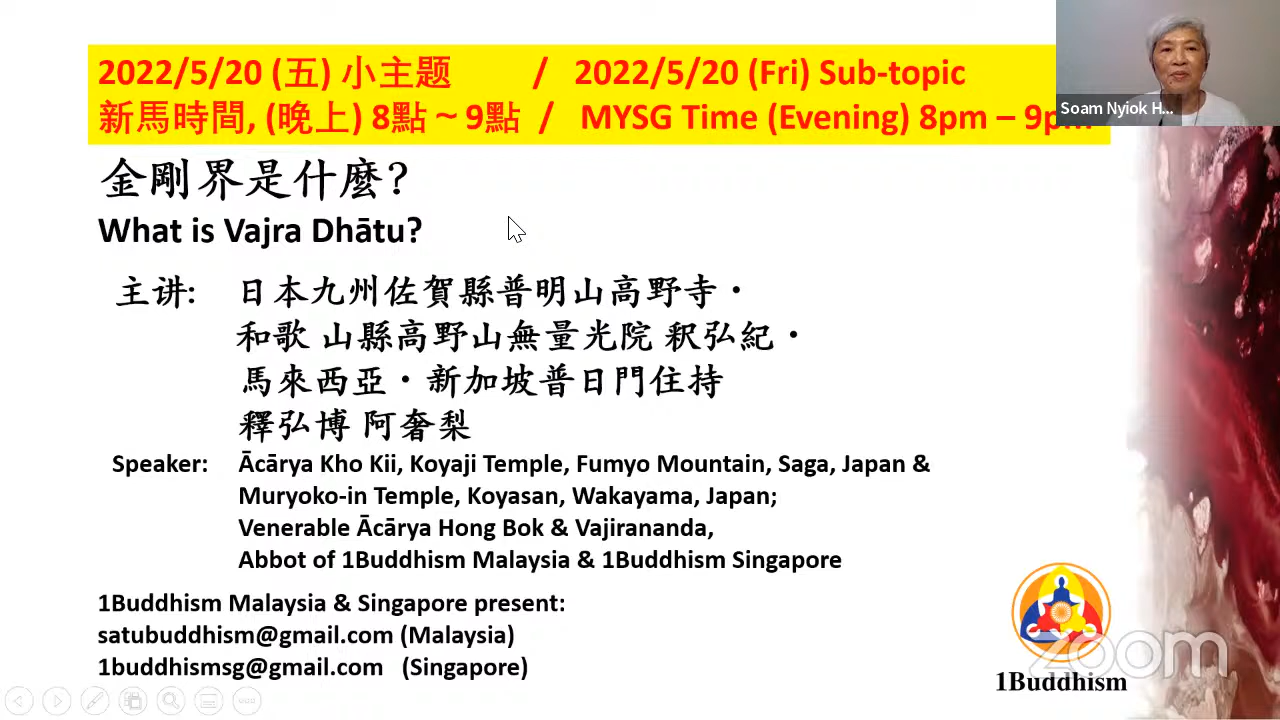 2022/5/20 (五) 小主题 / 2022/5/20 (Fri) Sub-topic
新馬時間, (晚上) 8點 ~ 9點 / MYSG Time (Evening) 8pm – 9pm
Soam Nyiok H...
金剛界是什麼?
What is Vajra Dhātu?
主讲: 日本九州佐賀縣普明山高野寺·
和歌 山縣高野山無量光院 釈弘紀·
馬來西亞·新加坡普日門住持
釋弘博 阿奢梨
Speaker: Ācārya Kho Kii, Koyaji Temple, Fumyo Mountain, Saga, Japan &
Muryoko-in Temple, Koyasan, Wakayama, Japan;
Venerable Ācārya Hong Bok & Vajirananda,
Abbot of 1Buddhism Malaysia & 1Buddhism Singapore
1Buddhism Malaysia & Singapore present:
satubuddhism@gmail.com (Malaysia)
1buddhismsg@gmail.com (Singapore)
zoom
1Buddhism